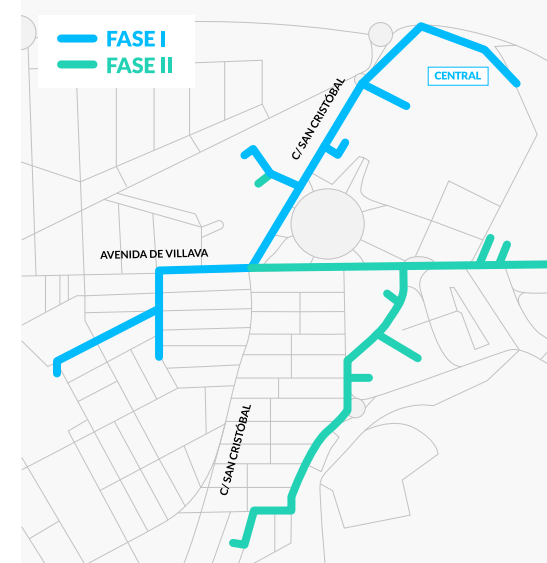 FASE I
FASE II
CENTRAL
C/ SAN CRISTÓBAL
AVENIDA DE VILLAVA
C/ SAN CRISTÓBAL